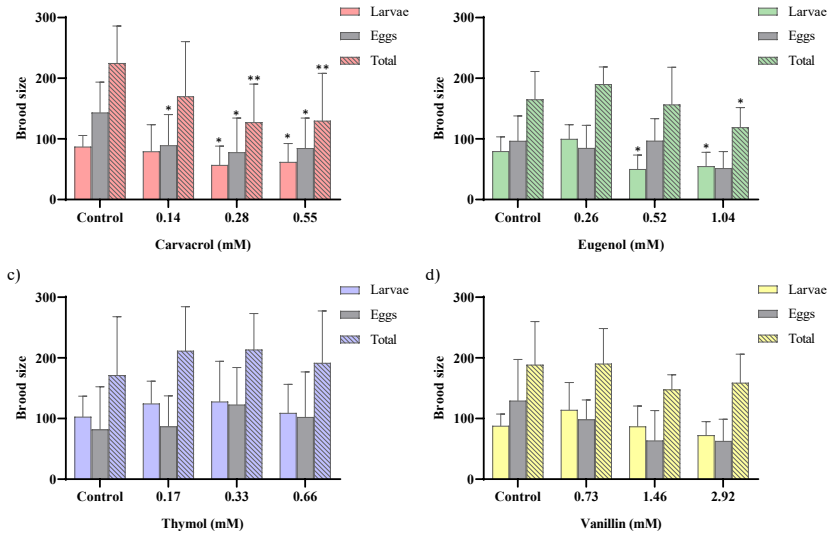 300
200
100
0
Brood size
Larvae
Eggs
Total
*
*
*
**
*
*
**
Control
0.14
0.28
0.55
Carvacrol (mM)
300
200
100
0
Brood size
Larvae
Eggs
Total
*
*
*
Control
0.26
0.52
1.04
Eugenol (mM)
c)
300
200
100
0
Brood size
Larvae
Eggs
Total
Control
0.17
0.33
0.66
Thymol (mM)
d)
300
200
100
0
Brood size
Larvae
Eggs
Total
Control
0.73
1.46
2.92
Vanillin (mM)